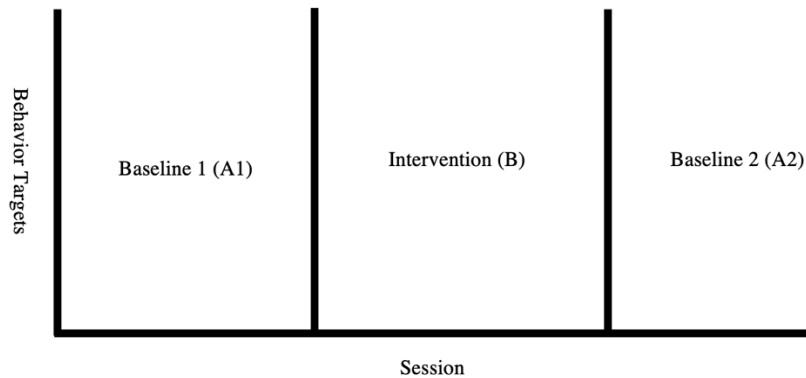 Behavior Targets
Baseline 1 (A1)
Intervention (B)
Baseline 2 (A2)
Session